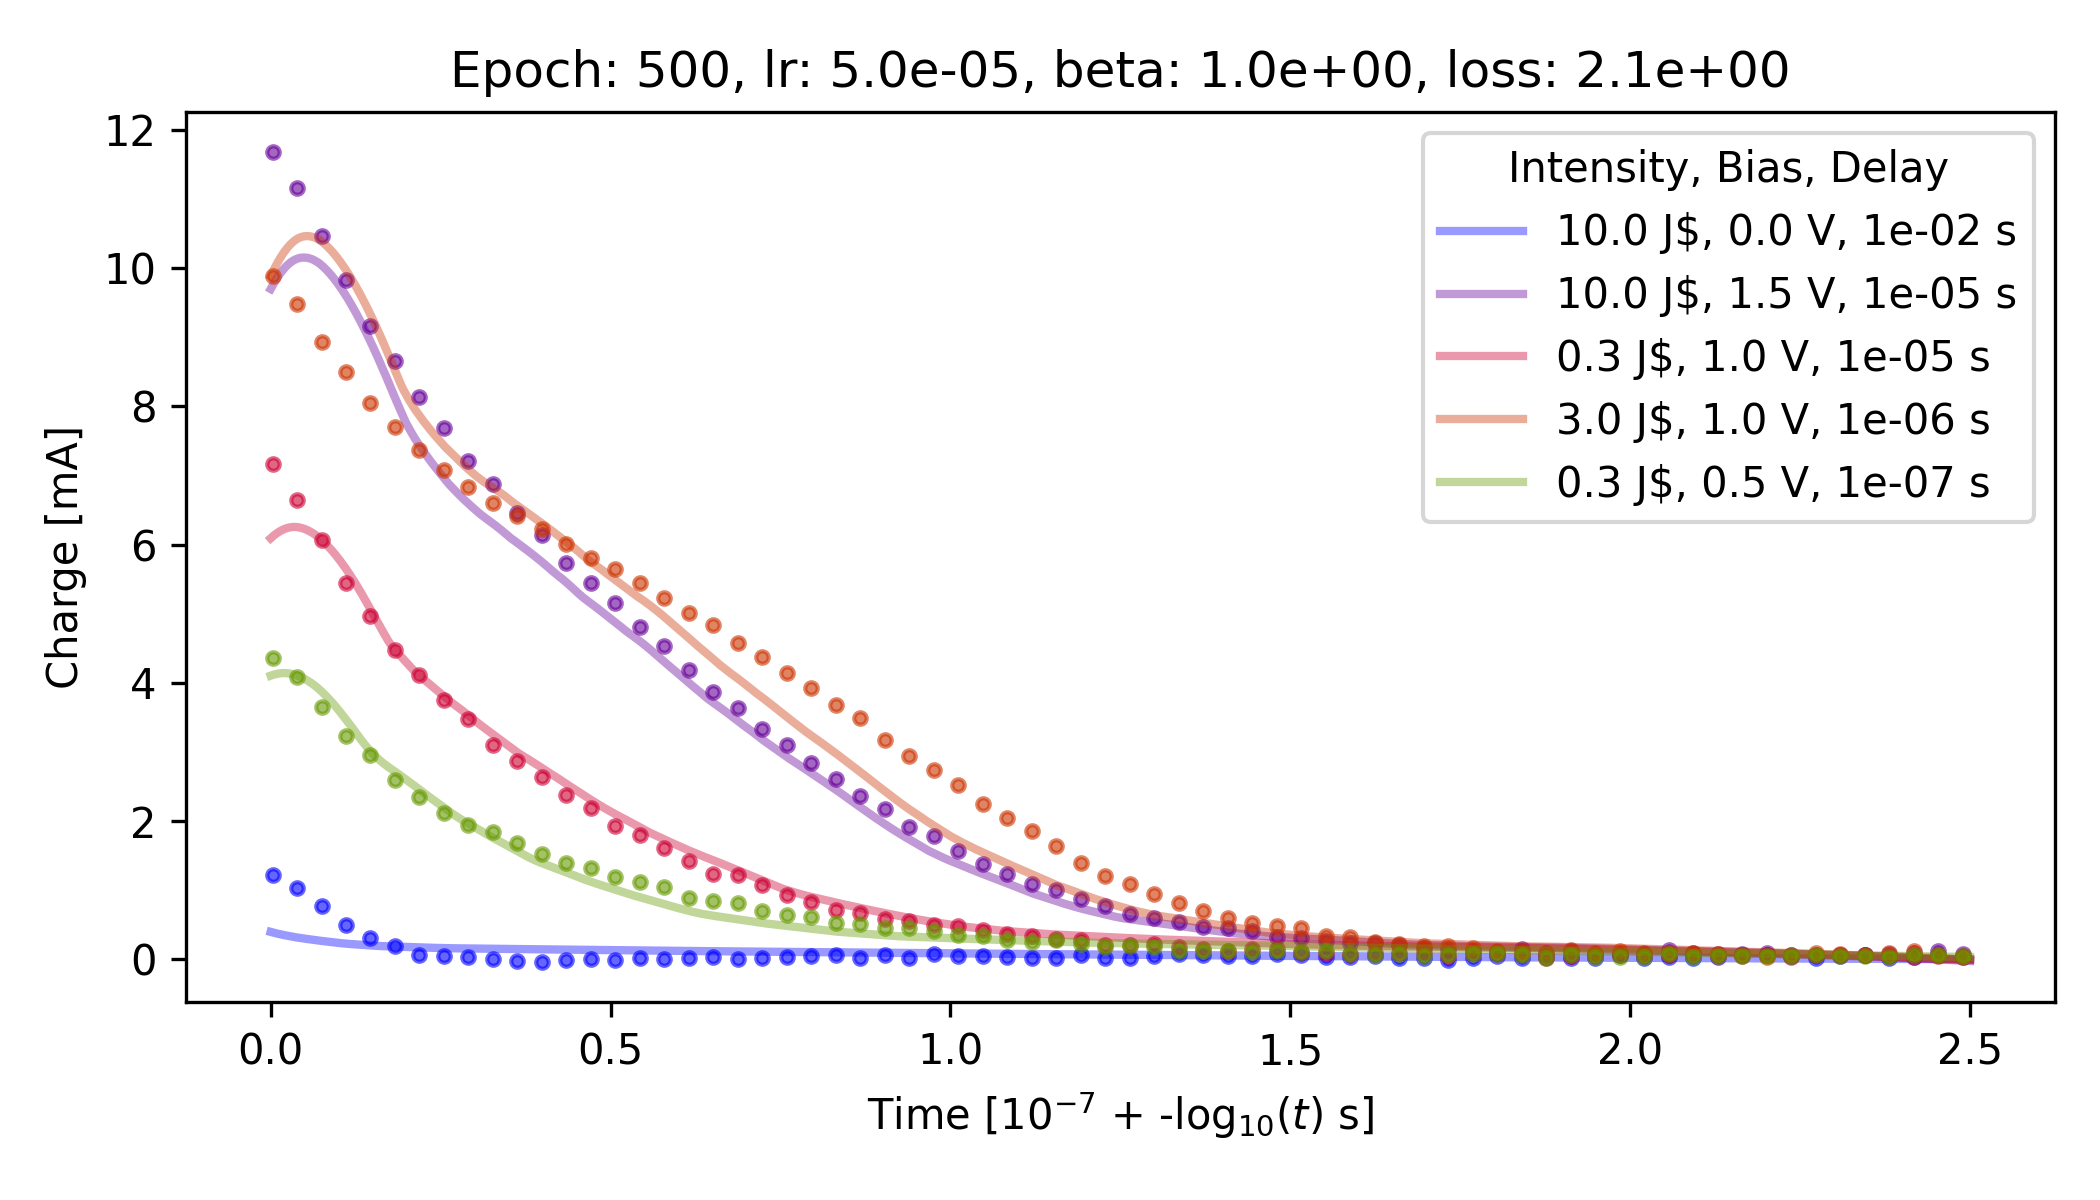 Epoch: 500, lr: 5.0e-05, beta: 1.0e+00, loss: 2.1e+00
12
10
8
6
4
2
0
Charge [mA]
Intensity, Bias, Delay
10.0 J$, 0.0 V, 1e-02 s
10.0 J$, 1.5 V, 1e-05 s
0.3 J$, 1.0 V, 1e-05 s
3.0 J$, 1.0 V, 1e-06 s
0.3 J$, 0.5 V, 1e-07 s
0.0 0.5 1.0 1.5 2.0 2.5
Time [10⁻⁷ + -log₁₀(t) s]